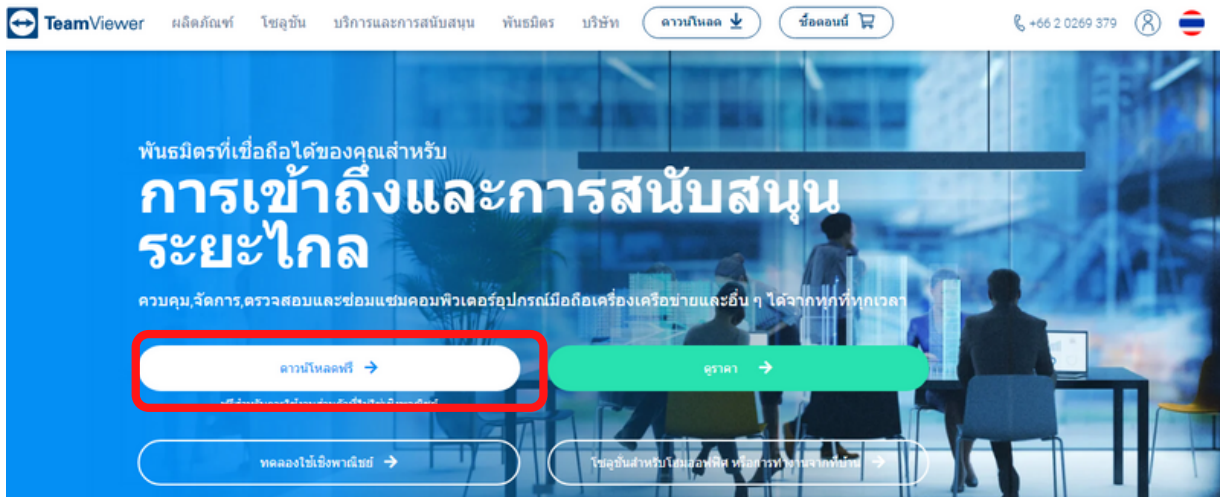 TeamViewer ผลิตภัณฑ์ โซลูชัน บริการและการสนับสนุน พันธมิตร บริษัท ดาวน์โหลด ซื้อตอนนี้ +66 2 0269 379
พันธมิตรที่เชื่อถือได้ของคุณสำหรับ
การเข้าถึงและการสนับสนุน
ระยะไกล
ควบคุม,จัดการ,ตรวจสอบและซ่อมแซมคอมพิวเตอร์อุปกรณ์มือถือเครื่องเครือข่ายและอื่น ๆ ได้จากทุกที่ทุกเวลา
ดาวน์โหลดฟรี → ดูราคา →
ทดลองใช้เชิงพาณิชย์ → โซลูชันสำหรับโฮมออฟฟิศ หรือการทำงานจากที่บ้าน →